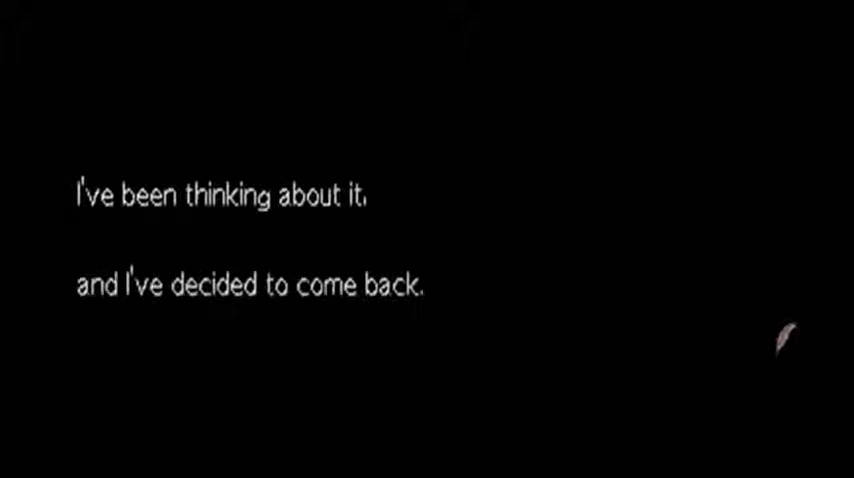 I've been thinking about it,
and I've decided to come back.